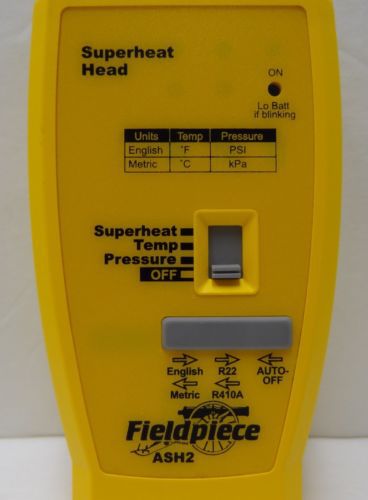 Superheat
Head
ON
Lo Batt
if blinking
Units Temp Pressure
English °F PSI
Metric °C kPa
Superheat
Temp
Pressure
OFF
English R22 AUTO-
OFF
Metric R410A
Fieldpiece
ASH2